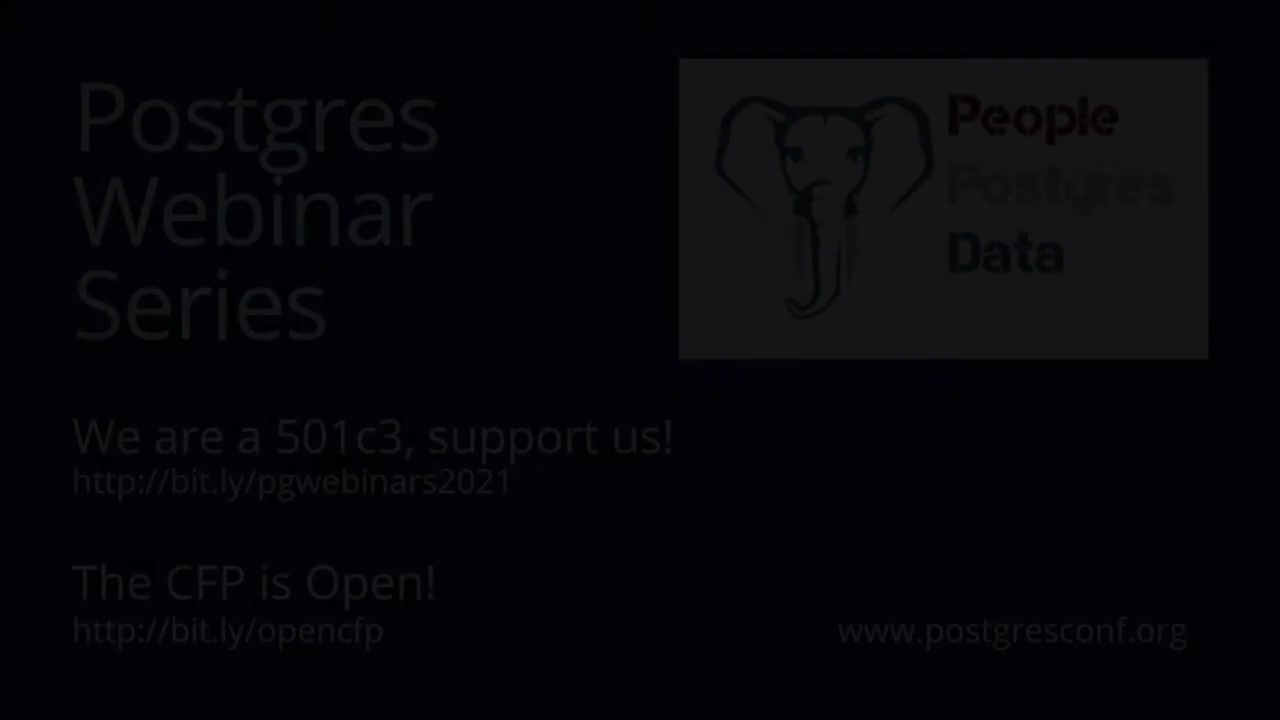 Postgres
Webinar
Series
People
Postgres
Data
We are a 501c3, support us!
http://bit.ly/pgwebinars2021
The CFP is Open!
http://bit.ly/opencfp
www.postgresconf.org